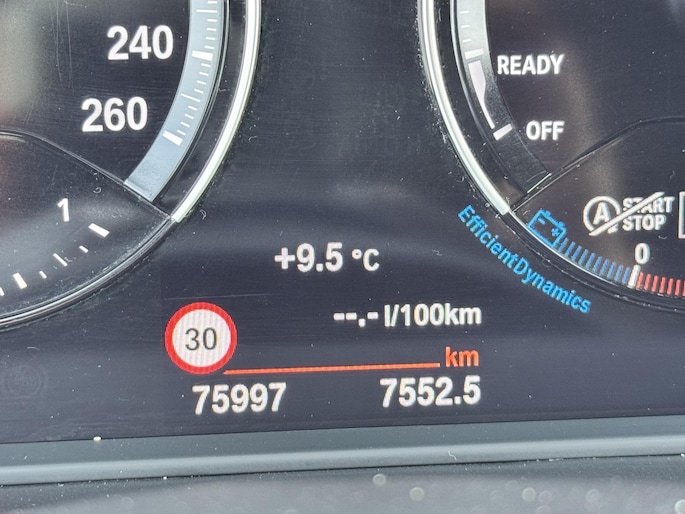 240
260
1
READY
OFF
A START
STOP
0
EfficientDynamics
+9.5 °C
--.- l/100km
30
km
75997 7552.5